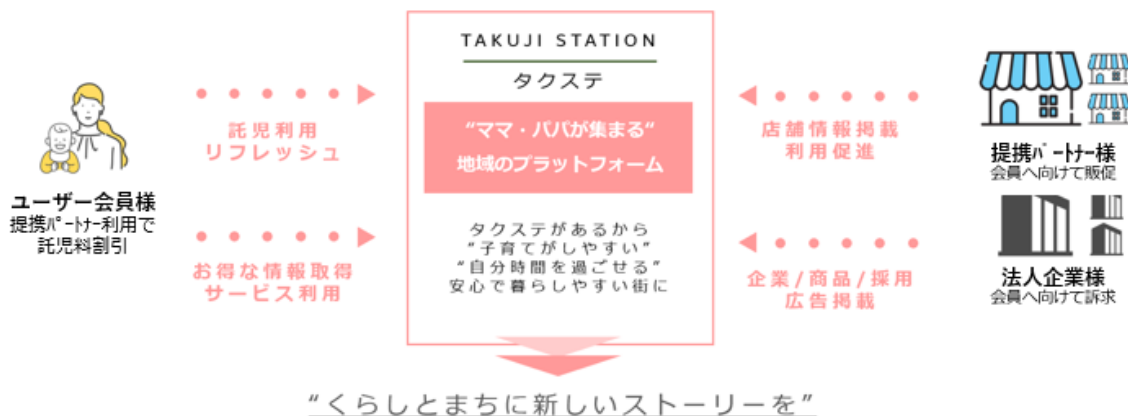 TAKUJI STATION
タクステ
“ママ・パパが集まる“
地域のプラットフォーム
タクステがあるから
“子育てがしやすい”
“自分時間を過ごせる”
安心で暮らしやすい街に
託児利用
リフレッシュ
ユーザー会員様
提携パートナー利用で
託児料割引
お得な情報取得
サービス利用
店舗情報掲載
利用促進
提携パートナー様
会員へ向けて販促
企業/商品/採用
広告掲載
法人企業様
会員へ向けて訴求
“くらしとまちに新しいストーリーを”